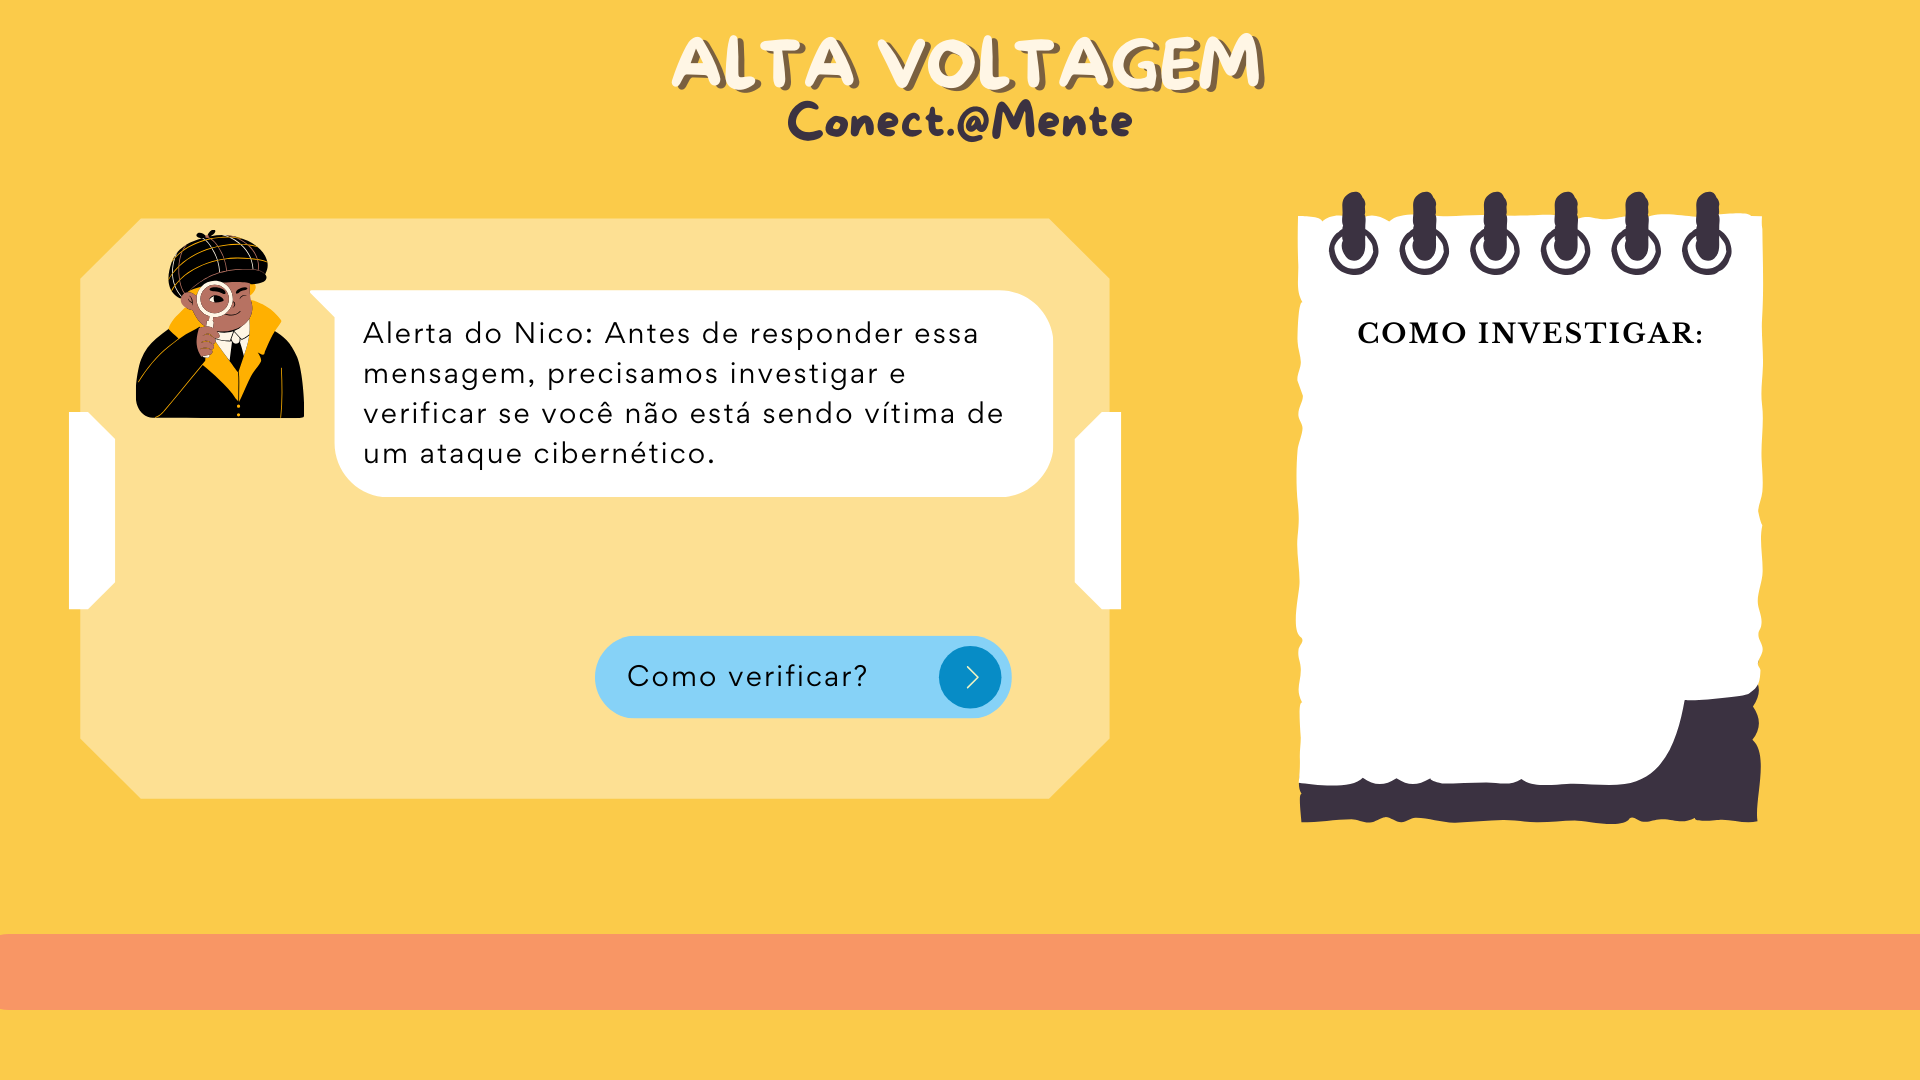 ALTA VOLTAGEM
Conect.@Mente
Alerta do Nico: Antes de responder essa
mensagem, precisamos investigar e
verificar se você não está sendo vítima de
um ataque cibernético.
Como verificar?
COMO INVESTIGAR: